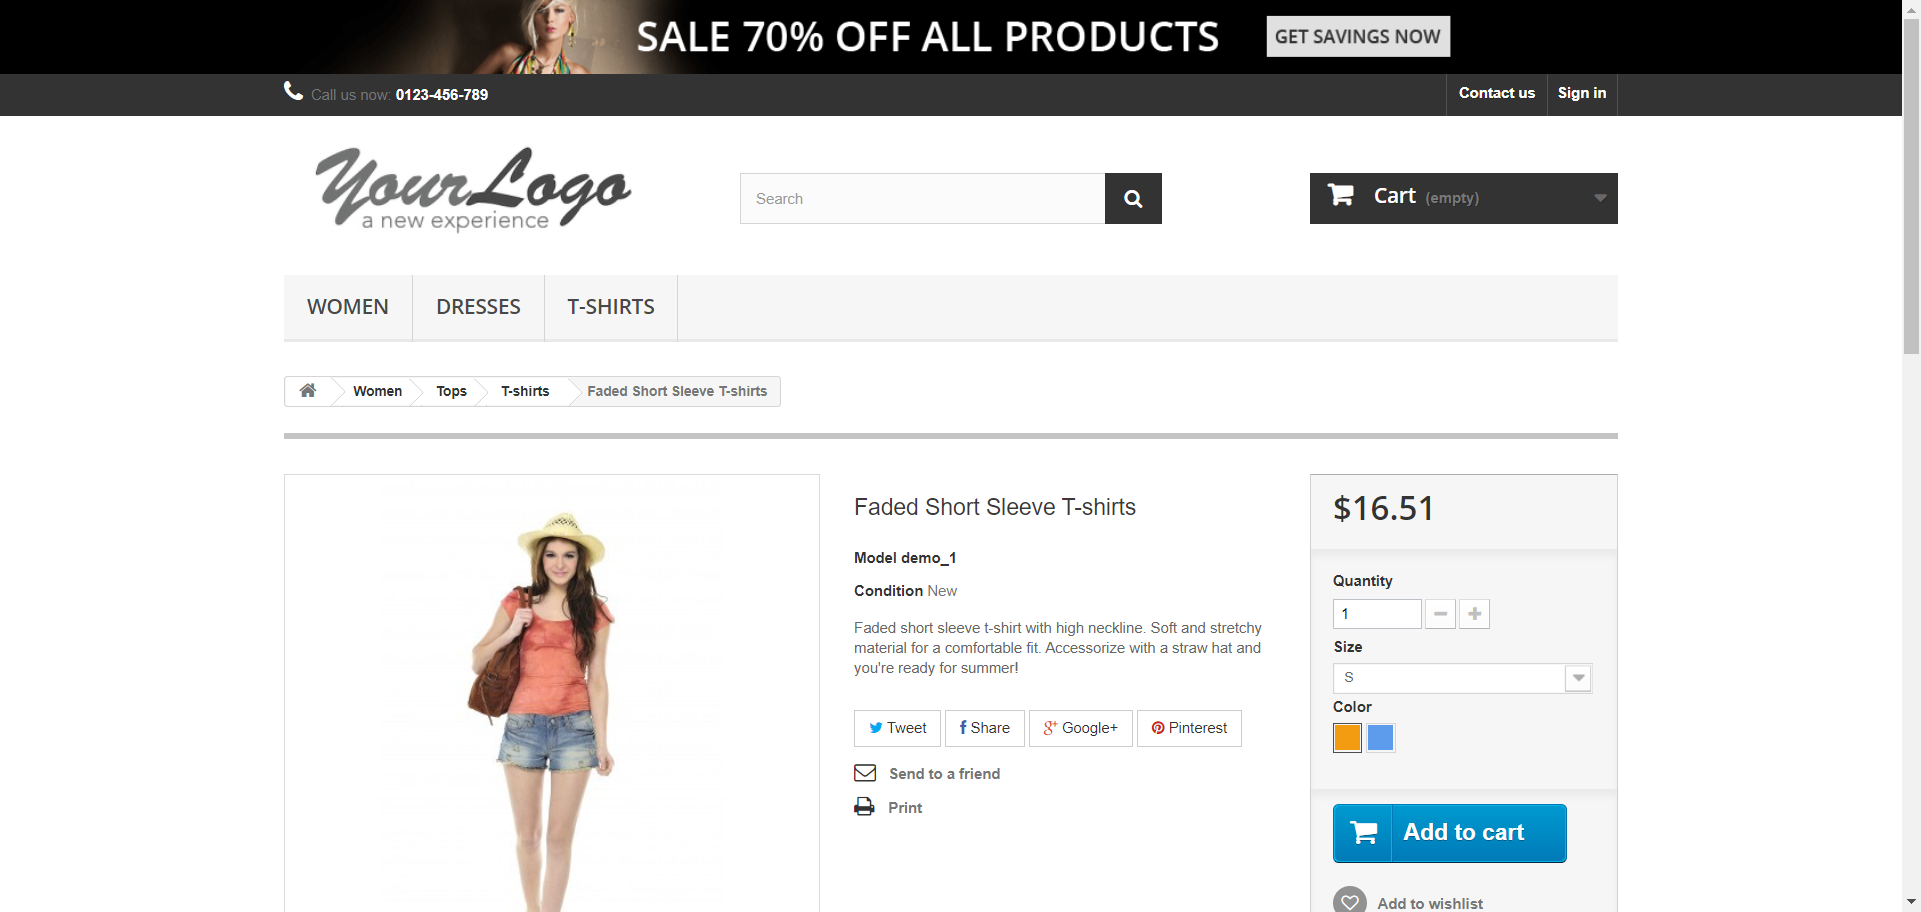 SALE 70% OFF ALL PRODUCTS GET SAVINGS NOW
Call us now: 0123-456-789 Contact us Sign in
YourLogo
a new experience
Search
Cart (empty)
WOMEN DRESSES T-SHIRTS
Women Tops T-shirts Faded Short Sleeve T-shirts
Faded Short Sleeve T-shirts
Model demo_1
Condition New
Faded short sleeve t-shirt with high neckline. Soft and stretchy
material for a comfortable fit. Accessorize with a straw hat and
you're ready for summer!
Tweet Share Google+ Pinterest
Send to a friend
Print
$16.51
Quantity
1
Size
S
Color
Add to cart
Add to wishlist